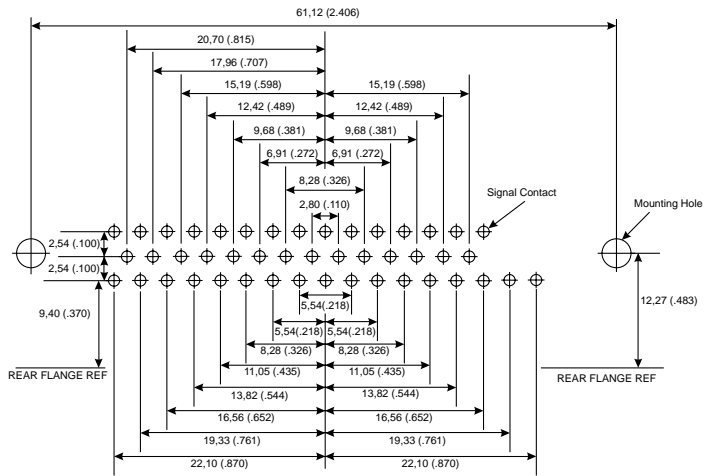 61,12 (2.406)
20,70 (.815)
17,96 (.707)
15,19 (.598) 15,19 (.598)
12,42 (.489) 12,42 (.489)
9,68 (.381) 9,68 (.381)
6,91 (.272) 6,91 (.272)
8,28 (.326)
Signal Contact
2,80 (.110)
Mounting Hole
2,54 (.100)
2,54 (.100)
9,40 (.370)
12,27 (.483)
5,54(.218)
5,54(.218) 5,54(.218)
8,28 (.326) 8,28 (.326)
11,05 (.435) 11,05 (.435)
REAR FLANGE REF REAR FLANGE REF
13,82 (.544) 13,82 (.544)
16,56 (.652) 16,56 (.652)
19,33 (.761) 19,33 (.761)
22,10 (.870) 22,10 (.870)